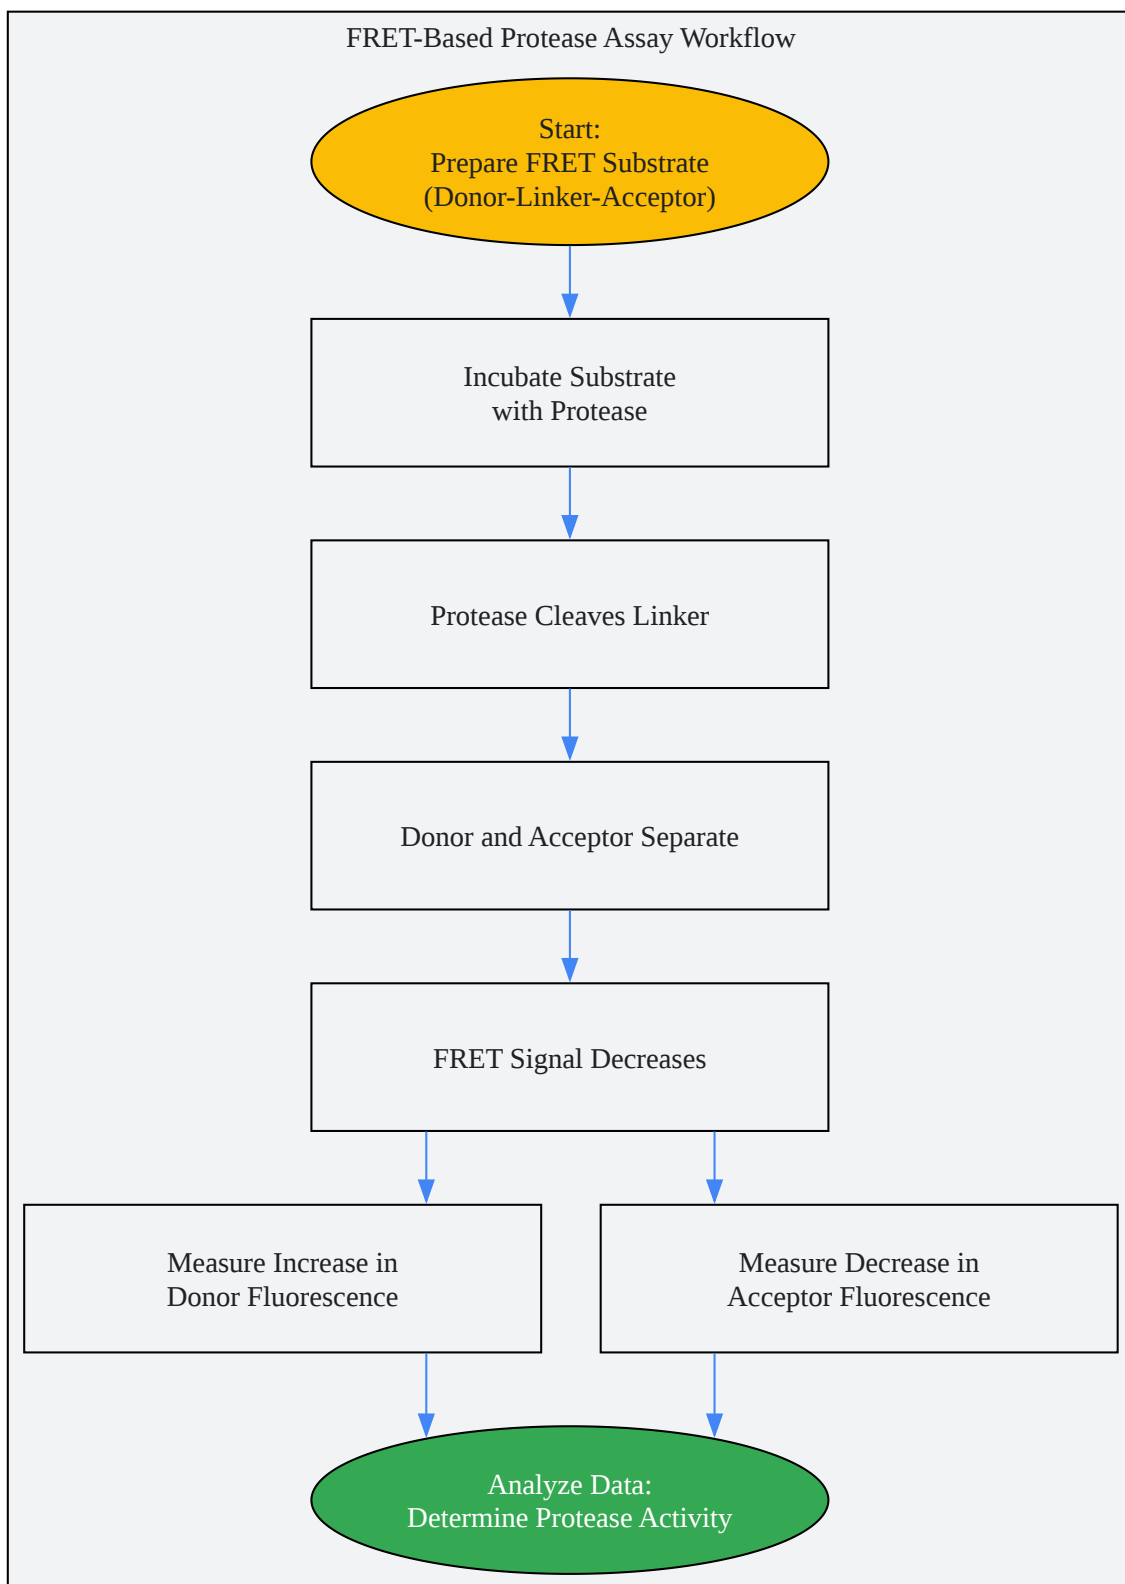 FRET-Based Protease Assay Workflow
Start:
Prepare FRET Substrate
(Donor-Linker-Acceptor)
Incubate Substrate
with Protease
Protease Cleaves Linker
Donor and Acceptor Separate
FRET Signal Decreases
Measure Increase in
Donor Fluorescence
Measure Decrease in
Acceptor Fluorescence
Analyze Data:
Determine Protease Activity